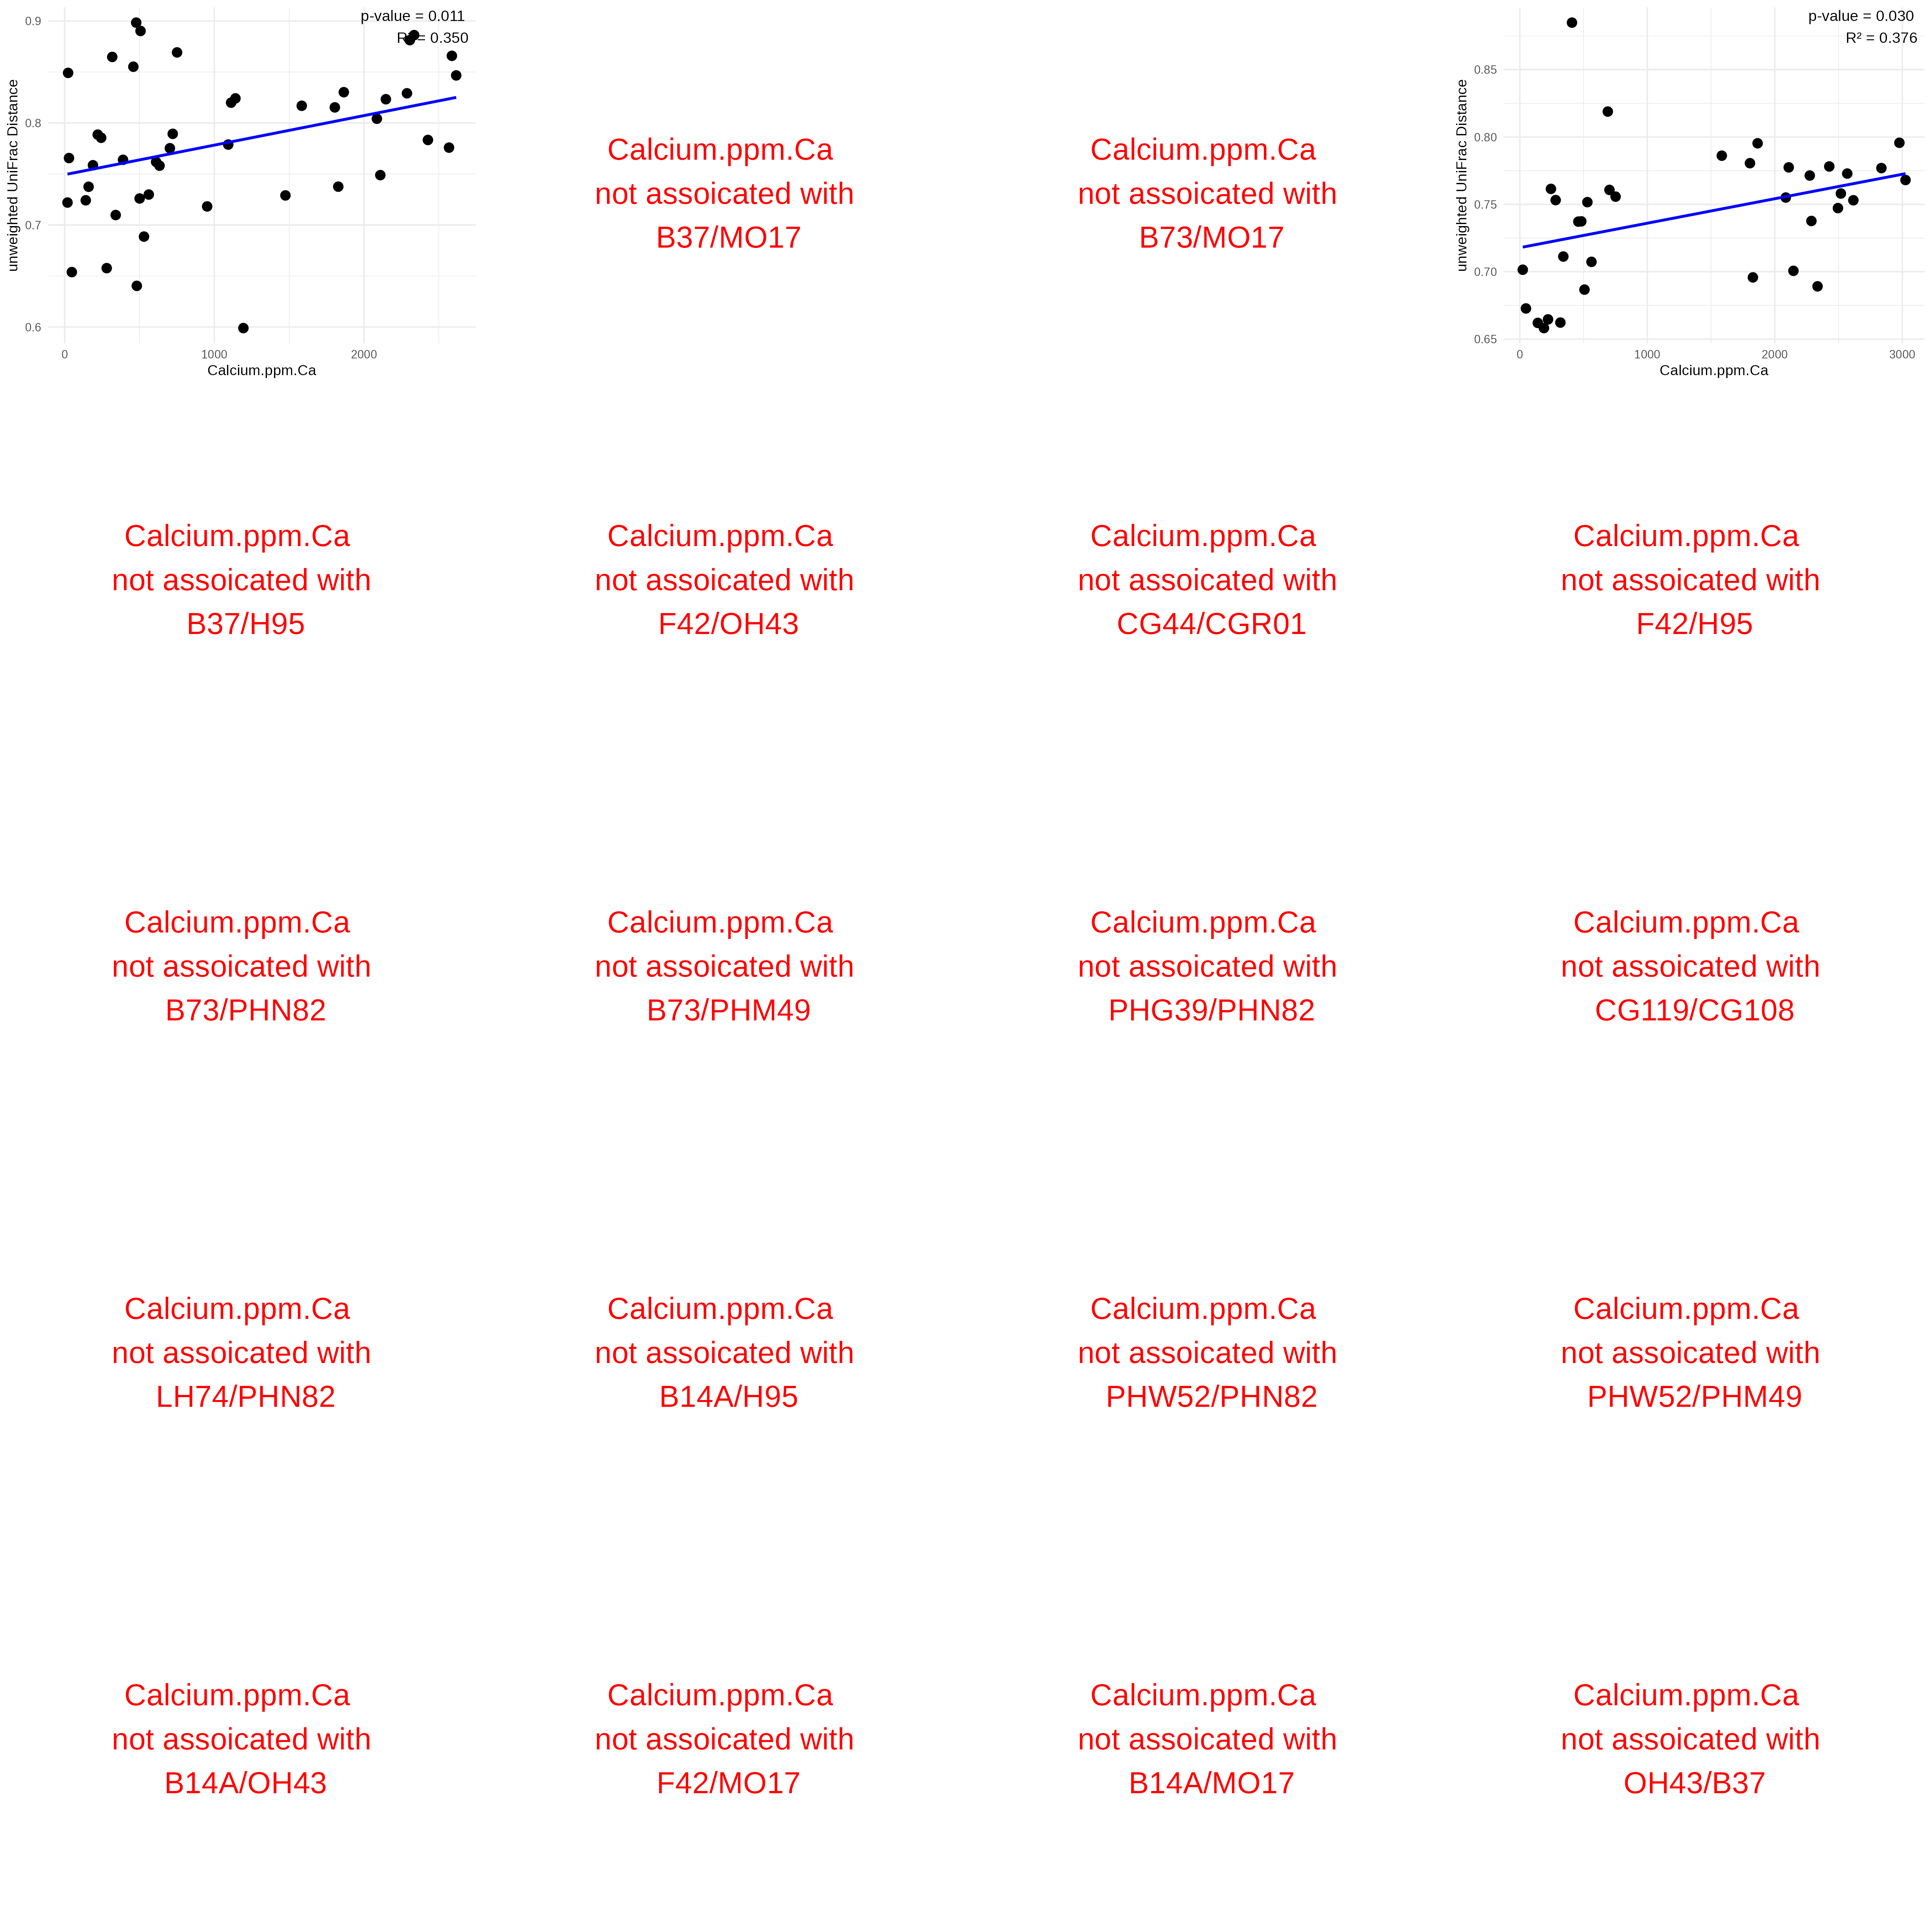 p-value = 0.011
R² = 0.350
0.9
0.8
0.7
0.6
unweighted UniFrac Distance
0
1000
2000
Calcium.ppm.Ca
Calcium.ppm.Ca
not assoicated with
B37/MO17
Calcium.ppm.Ca
not assoicated with
B73/MO17
p-value = 0.030
R² = 0.376
0.85
0.80
0.75
0.70
0.65
unweighted UniFrac Distance
0
1000
2000
3000
Calcium.ppm.Ca
Calcium.ppm.Ca
not assoicated with
B37/H95
Calcium.ppm.Ca
not assoicated with
F42/OH43
Calcium.ppm.Ca
not assoicated with
CG44/CGR01
Calcium.ppm.Ca
not assoicated with
F42/H95
Calcium.ppm.Ca
not assoicated with
B73/PHN82
Calcium.ppm.Ca
not assoicated with
B73/PHM49
Calcium.ppm.Ca
not assoicated with
PHG39/PHN82
Calcium.ppm.Ca
not assoicated with
CG119/CG108
Calcium.ppm.Ca
not assoicated with
LH74/PHN82
Calcium.ppm.Ca
not assoicated with
B14A/H95
Calcium.ppm.Ca
not assoicated with
PHW52/PHN82
Calcium.ppm.Ca
not assoicated with
PHW52/PHM49
Calcium.ppm.Ca
not assoicated with
B14A/OH43
Calcium.ppm.Ca
not assoicated with
F42/MO17
Calcium.ppm.Ca
not assoicated with
B14A/MO17
Calcium.ppm.Ca
not assoicated with
OH43/B37